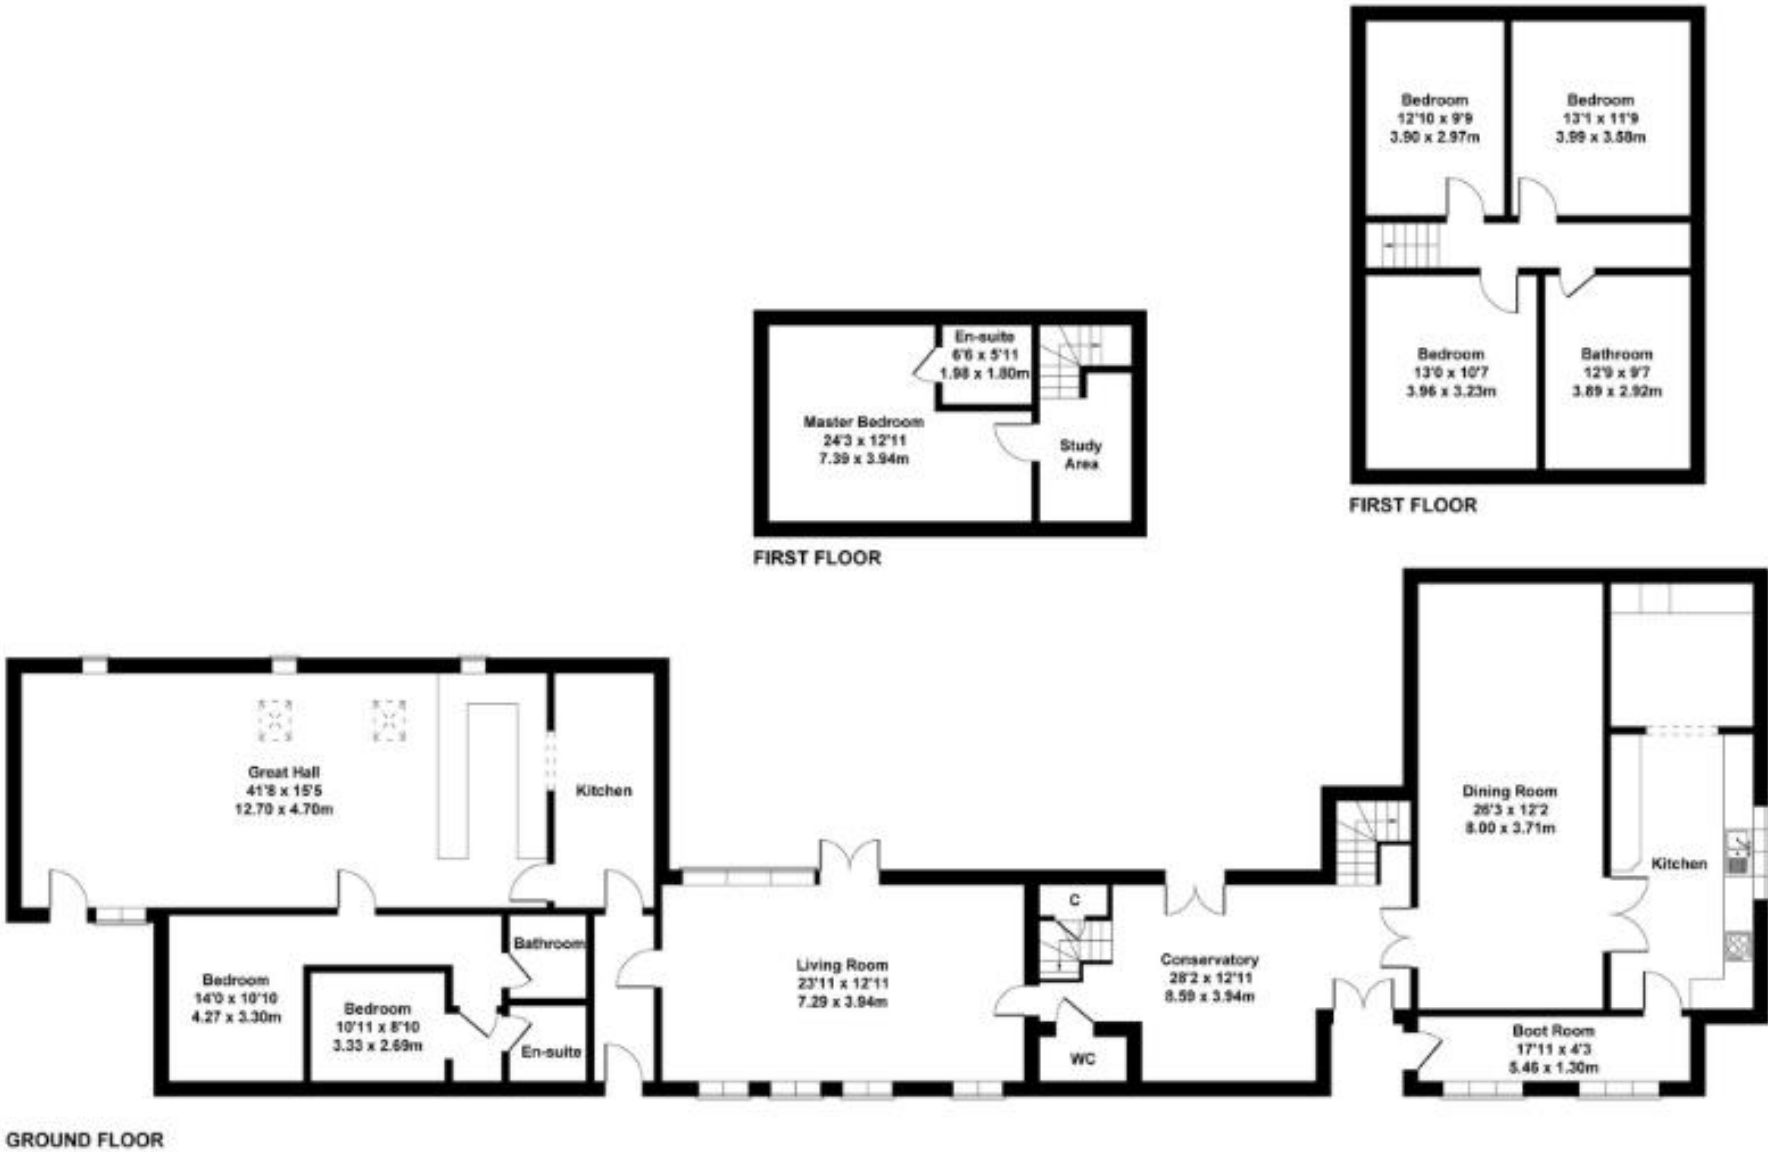 Bedroom
12'10 x 9'9
3.90 x 2.97m
Bedroom
13'1 x 11'9
3.99 x 3.58m
Bedroom
13'0 x 10'7
3.96 x 3.23m
Bathroom
12'9 x 9'7
3.89 x 2.92m
FIRST FLOOR
En-suite
6'6 x 5'11
1.98 x 1.80m
Master Bedroom
24'3 x 12'11
7.39 x 3.94m
Study
Area
FIRST FLOOR
Great Hall
41'8 x 15'5
12.70 x 4.70m
Kitchen
Bedroom
14'0 x 10'10
4.27 x 3.30m
Bedroom
10'11 x 8'10
3.33 x 2.69m
Bathroom
En-suite
Living Room
23'11 x 12'11
7.29 x 3.94m
C
WC
Conservatory
28'2 x 12'11
8.59 x 3.94m
Dining Room
26'3 x 12'2
8.00 x 3.71m
Kitchen
Boot Room
17'11 x 4'3
5.46 x 1.30m
GROUND FLOOR